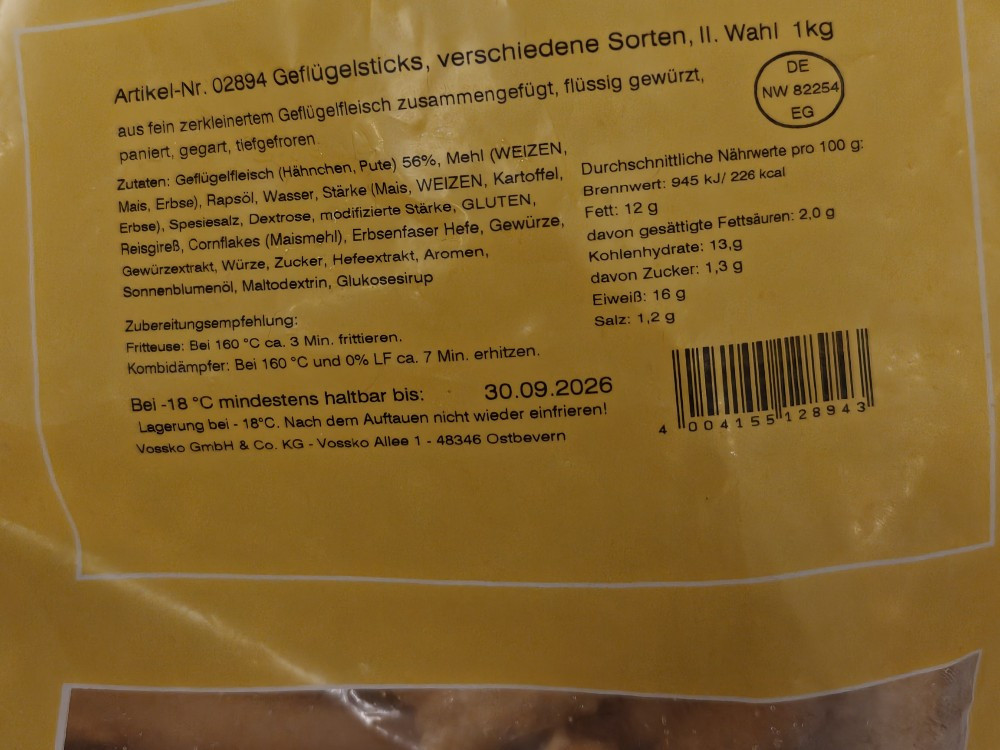 Artikel-Nr. 02894 Geflügelsticks, verschiedene Sorten, II. Wahl 1kg
aus fein zerkleinertem Geflügelfleisch zusammengefügt, flüssig gewürzt,
paniert, gegart, tiefgefroren.
DE
NW 82254
EG
Zutaten: Geflügelfleisch (Hähnchen, Pute) 56%, Mehl (WEIZEN,
Mais, Erbse), Rapsöl, Wasser, Stärke (Mais, WEIZEN, Kartoffel,
Erbse), Spesiesalz, Dextrose, modifizierte Stärke, GLUTEN,
Reisgireß, Cornflakes (Maismehl), Erbsenfaser Hefe, Gewürze,
Gewürzextrakt, Würze, Zucker, Hefeextrakt, Aromen,
Sonnenblumenöl, Maltodextrin, Glukosesirup
Durchschnittliche Nährwerte pro 100 g:
Brennwert: 945 kJ/ 226 kcal
Fett: 12 g
davon gesättigte Fettsäuren: 2,0 g
Kohlenhydrate: 13,g
davon Zucker: 1,3 g
Eiweiß: 16 g
Salz: 1,2 g
Zubereitungsempfehlung:
Fritteuse: Bei 160 °C ca. 3 Min. frittieren.
Kombidämpfer: Bei 160 °C und 0% LF ca. 7 Min. erhitzen.
Bei -18 °C mindestens haltbar bis: 30.09.2026
Lagerung bei - 18°C. Nach dem Auftauen nicht wieder einfrieren!
Vossko GmbH & Co. KG - Vossko Allee 1 - 48346 Ostbevern
4 004155 128943